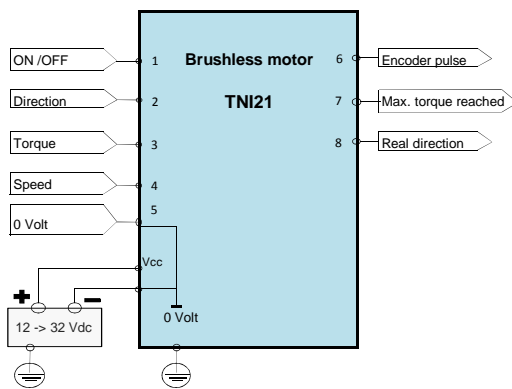 ON /OFF
Direction
Torque
Speed
0 Volt
1
2
3
4
5
Vcc
Brushless motor
TNI21
0 Volt
6
7
8
Encoder pulse
Max. torque reached
Real direction
+ −
12 -> 32 Vdc